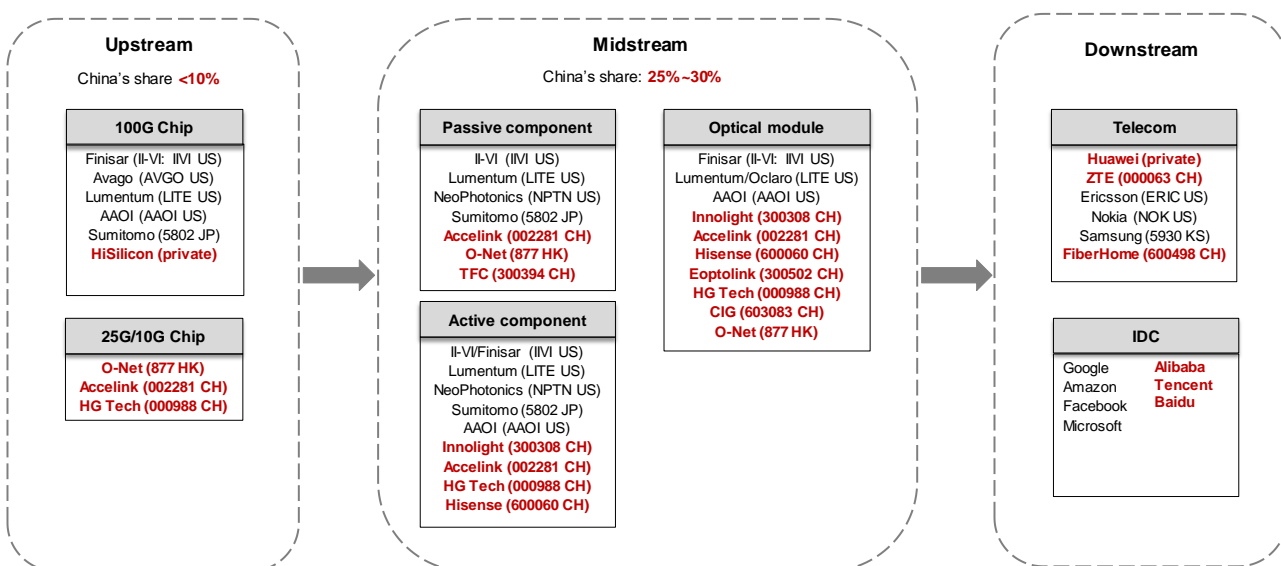 Upstream
China's share <10%
100G Chip
Finisar (II-VI: IIVI US)
Avago (AVGO US)
Lumentum (LITE US)
AAOI (AAOI US)
Sumitomo (5802 JP)
HiSilicon (private)
25G/10G Chip
O-Net (877 HK)
Accelink (002281 CH)
HG Tech (000988 CH)
Midstream
China's share: 25%~30%
Passive component
II-VI (IIVI US)
Lumentum (LITE US)
NeoPhotonics (NPTN US)
Sumitomo (5802 JP)
Accelink (002281 CH)
O-Net (877 HK)
TFC (300394 CH)
Active component
II-VI/Finisar (IIVI US)
Lumentum (LITE US)
NeoPhotonics (NPTN US)
Sumitomo (5802 JP)
AAOI (AAOI US)
Innolight (300308 CH)
Accelink (002281 CH)
HG Tech (000988 CH)
Hisense (600060 CH)
Optical module
Finisar (II-VI: IIVI US)
Lumentum/Oclaro (LITE US)
AAOI (AAOI US)
Innolight (300308 CH)
Accelink (002281 CH)
Hisense (600060 CH)
Eoptolink (300502 CH)
HG Tech (000988 CH)
CIG (603083 CH)
O-Net (877 HK)
Downstream
Telecom
Huawei (private)
ZTE (000063 CH)
Ericsson (ERIC US)
Nokia (NOK US)
Samsung (5930 KS)
FiberHome (600498 CH)
IDC
Google
Amazon
Facebook
Microsoft
Alibaba
Tencent
Baidu